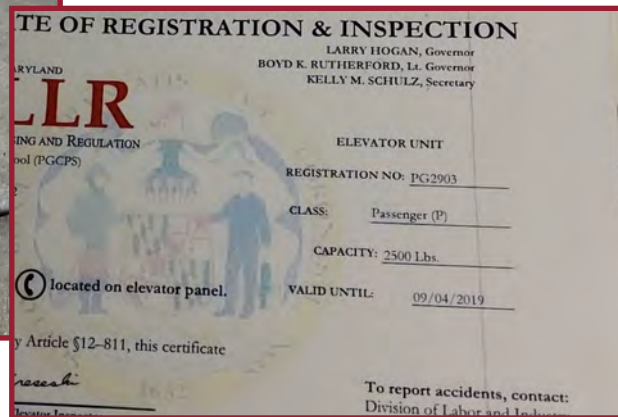 TE OF REGISTRATION & INSPECTION
LARRY HOGAN, Governor
BOYD K. RUTHERFORD, Lt. Governor
KELLY M. SCHULZ, Secretary
ARYLAND
LLR
ING AND REGULATION
ool (PGCPS)
ELEVATOR UNIT
REGISTRATION NO: PG2903
CLASS: Passenger (P)
CAPACITY: 2500 Lbs.
located on elevator panel.
VALID UNTIL: 09/04/2019
y Article §12-811, this certificate
1632
To report accidents, contact:
Elevator
Division of Labor and